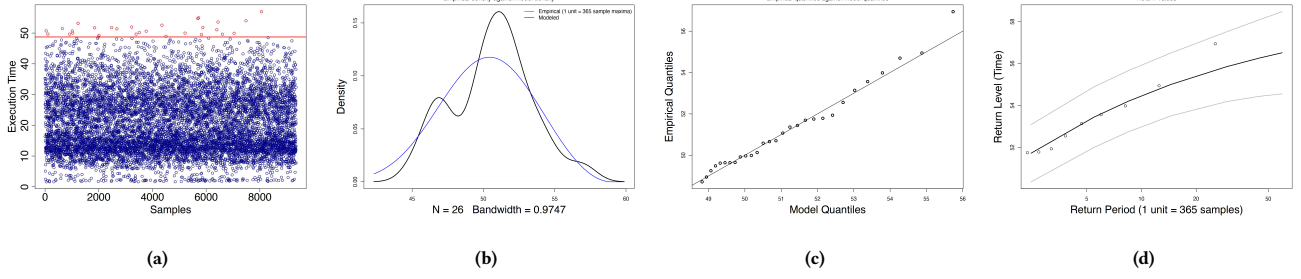 Execution Time
50
40
30
20
10
0
0 2000 4000 6000 8000
Samples
(a)
Empirical (1 unit = 365 sample maxima)
Modeled
Density
0.15
0.10
0.05
0.00
45 50 55 60
N = 26 Bandwidth = 0.9747
(b)
Empirical Quantiles
56
54
52
50
49 50 51 52 53 54 55 56
Model Quantiles
(c)
Return Level (Time)
58
56
54
52
5 10 20 50
Return Period (1 unit = 365 samples)
(d)